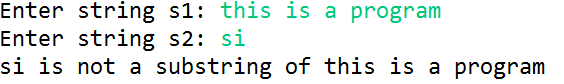 Enter string s1: this is a program
Enter string s2: si
si is not a substring of this is a program